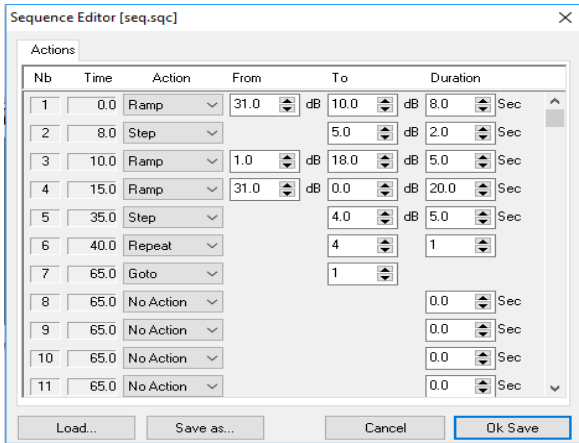 Sequence Editor [seq.sqc]
Actions
Nb Time Action From To Duration
1 0.0 Ramp 31.0 dB 10.0 dB 8.0 Sec
2 8.0 Step 5.0 dB 2.0 Sec
3 10.0 Ramp 1.0 dB 18.0 dB 5.0 Sec
4 15.0 Ramp 31.0 dB 0.0 dB 20.0 Sec
5 35.0 Step 4.0 dB 5.0 Sec
6 40.0 Repeat 4 1
7 65.0 Goto 1
8 65.0 No Action 0.0 Sec
9 65.0 No Action 0.0 Sec
10 65.0 No Action 0.0 Sec
11 65.0 No Action 0.0 Sec
Load... Save as... Cancel Ok Save